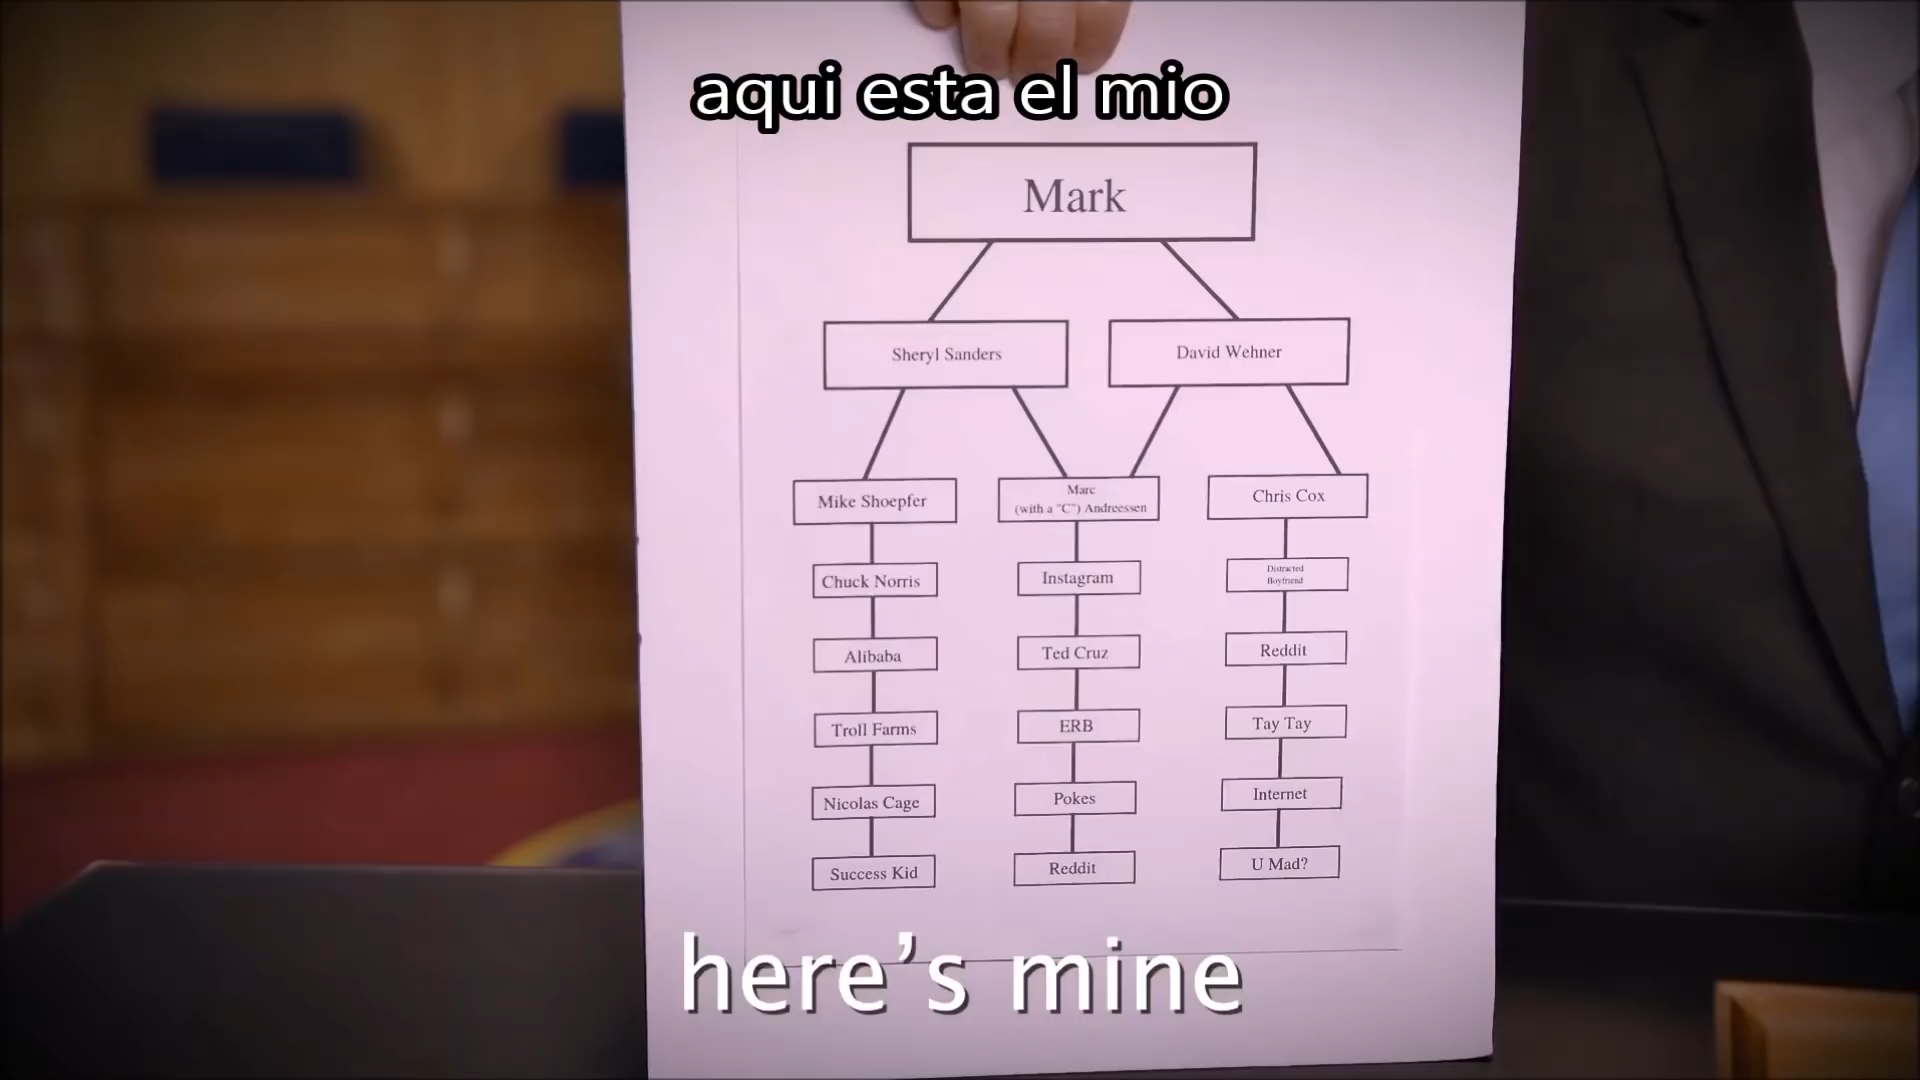 aqui esta el mio
Mark
Sheryl Sanders
David Wehner
Mike Shoepfer
Marc
(with a "C") Andreessen
Chris Cox
Chuck Norris
Instagram
Distracted
Boyfriend
Alibaba
Ted Cruz
Reddit
Troll Farms
ERB
Tay Tay
Nicolas Cage
Pokes
Internet
Success Kid
Reddit
U Mad?
here's mine